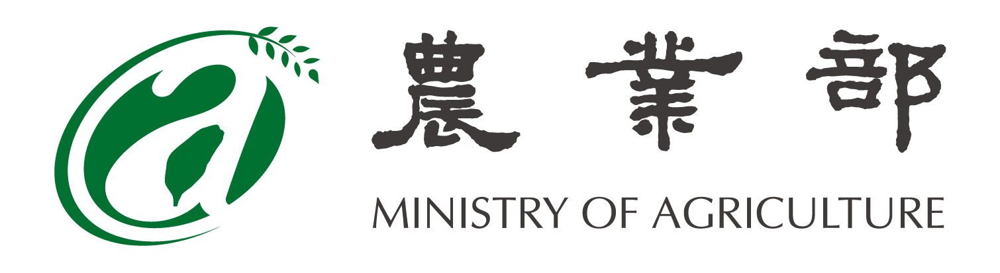 農業部
MINISTRY OF AGRICULTURE